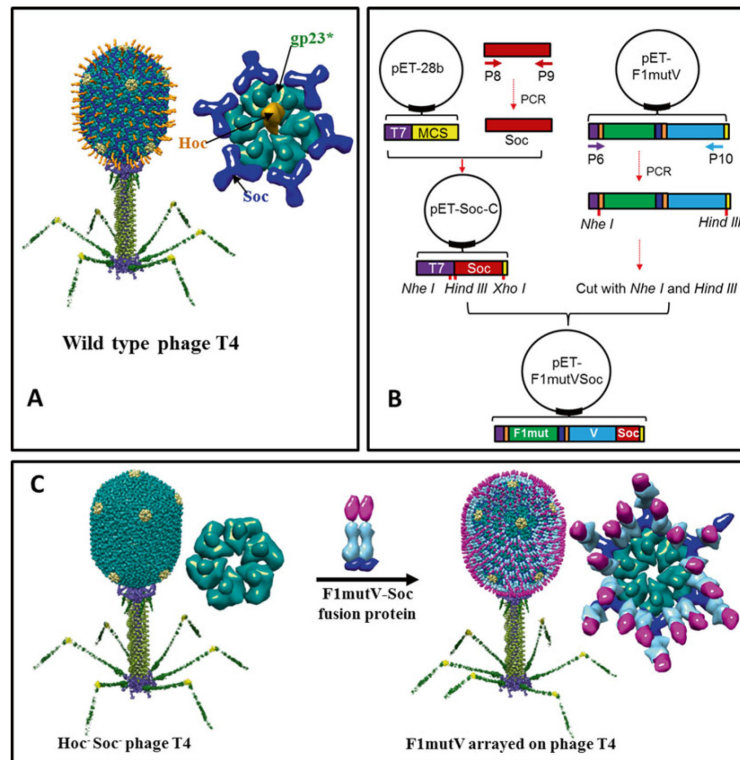 A
gp23*
Hoc
Soc
Wild type phage T4
B
pET-28b
T7 MCS
P8 P9
PCR
Soc
pET-Soc-C
T7 Soc
Nhe I Hind III Xho I
pET-F1mutV
P6 P10
PCR
Nhe I Hind III
Cut with Nhe I and Hind III
pET-F1mutVSoc
F1mut V Soc
C
F1mutV-Soc
fusion protein
Hoc⁻Soc⁻ phage T4
F1mutV arrayed on phage T4